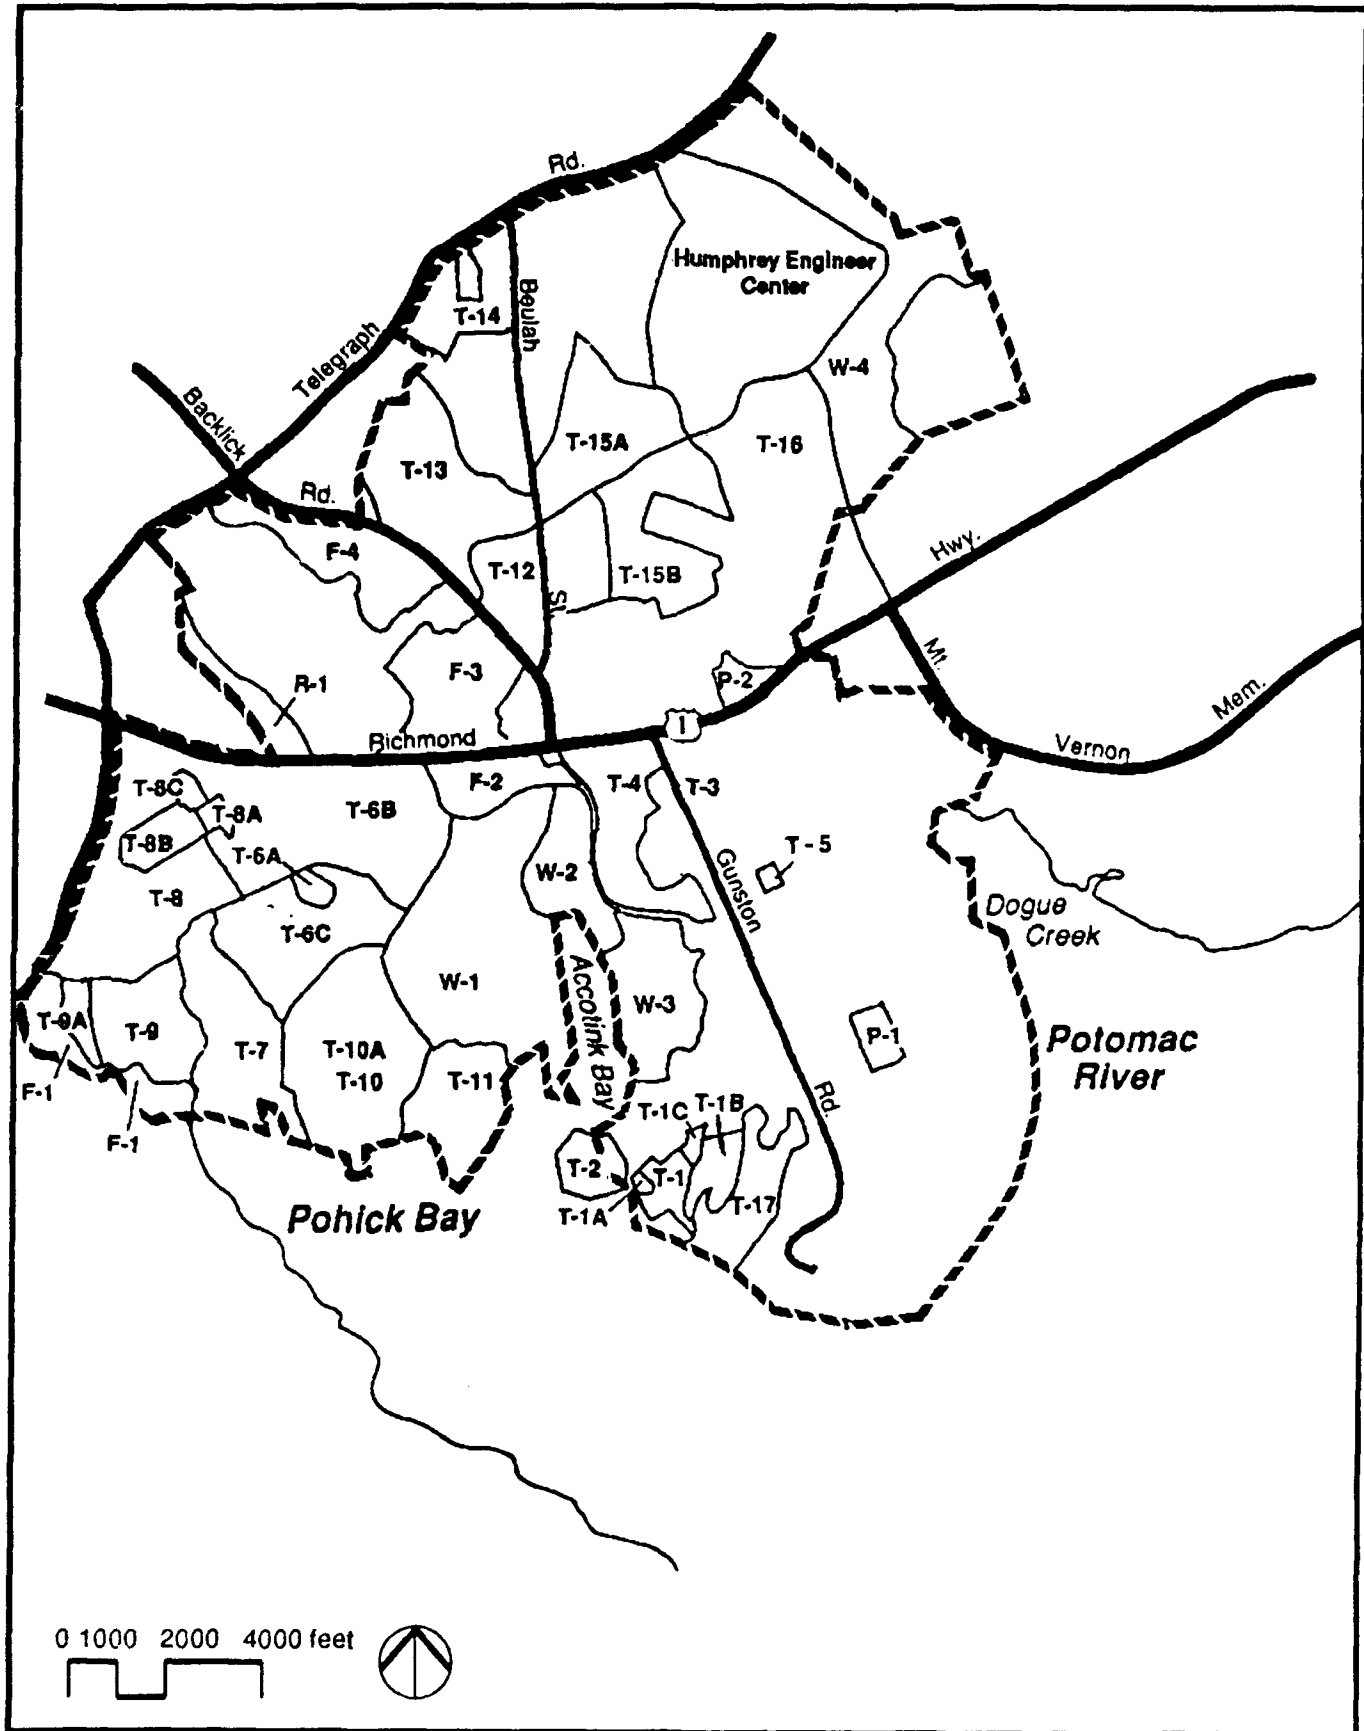 Rd.
Humphrey Engineer
Center
T-14
Beulah
Telegraph
Backlick
W-4
T-15A
T-16
T-13
Rd.
Hwy.
F-4
T-12
T-15B
St.
Mt.
F-3
P-2
R-1
Mem.
1
Richmond
Vernon
T-8C
F-2
T-4
T-3
T-8A
T-6B
T-8B
T-6A
T-5
W-2
Gunston
T-8
Dogue
Creek
T-6C
W-1
Accotink Bay
W-3
T-9A
T-9
P-1
Potomac
River
T-7
T-10A
T-10
T-11
F-1
Rd.
T-1C
T-1B
F-1
T-2
T-1
T-17
T-1A
Pohick Bay
0 1000 2000 4000 feet